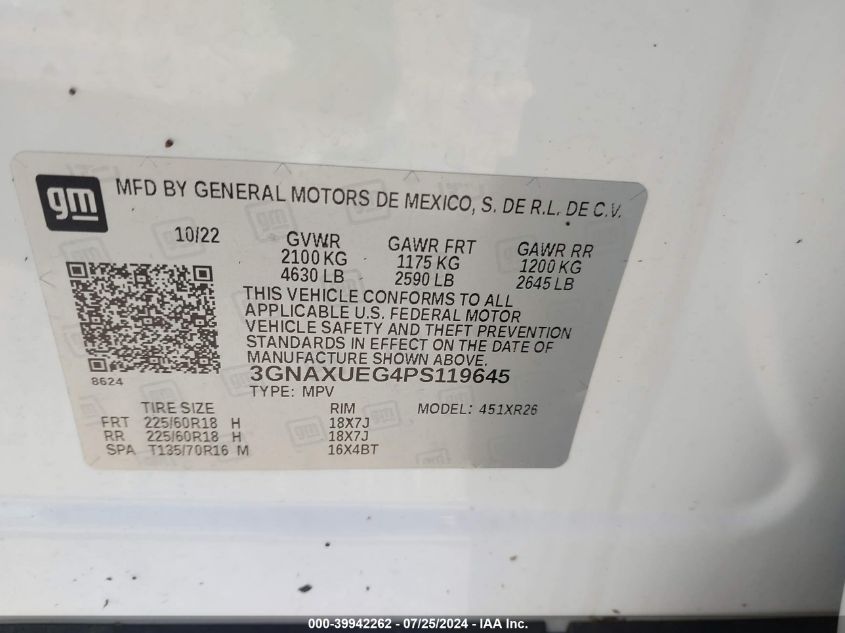 gm
MFD BY GENERAL MOTORS DE MEXICO, S. DE R.L. DE C.V.
10/22 GVWR GAWR FRT GAWR RR
2100 KG 1175 KG 1200 KG
4630 LB 2590 LB 2645 LB
THIS VEHICLE CONFORMS TO ALL
APPLICABLE U.S. FEDERAL MOTOR
VEHICLE SAFETY AND THEFT PREVENTION
STANDARDS IN EFFECT ON THE DATE OF
MANUFACTURE SHOWN ABOVE.
8624
3GNAXUEG4PS119645
TYPE: MPV MODEL: 451XR26
TIRE SIZE RIM
FRT 225/60R18 H 18X7J
RR 225/60R18 H 18X7J
SPA T135/70R16 M 16X4BT
000-39942262 - 07/25/2024 - IAA Inc.